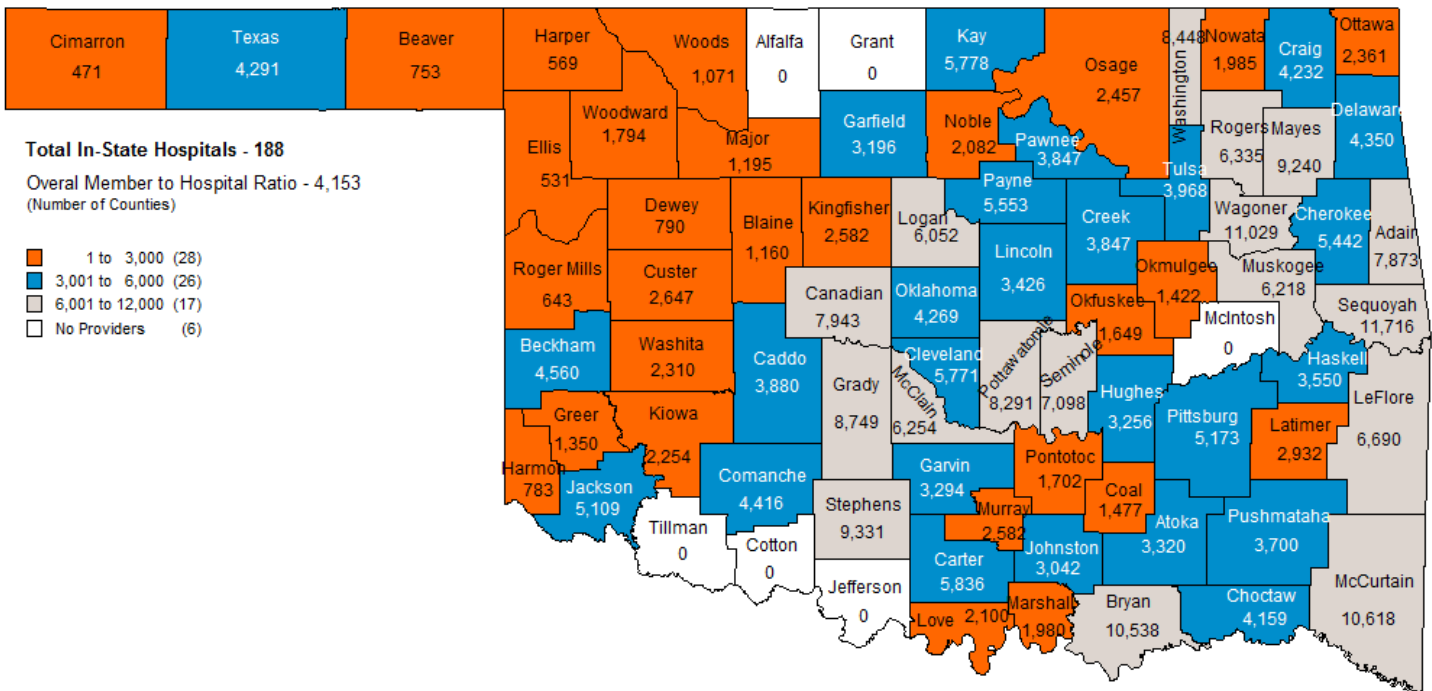 Cimarron
471
Texas
4,291
Beaver
753
Harper
569
Woods
1,071
Alfalfa
0
Grant
0
Kay
5,778
Osage
2,457
Washington
8,448
Nowata
1,985
Craig
4,232
Ottawa
2,361
Total In-State Hospitals - 188
Overal Member to Hospital Ratio - 4,153
(Number of Counties)
1 to 3,000 (28)
3,001 to 6,000 (26)
6,001 to 12,000 (17)
No Providers (6)
Ellis
531
Woodward
1,794
Major
1,195
Garfield
3,196
Noble
2,082
Pawnee
3,847
Tulsa
3,968
Rogers
6,335
Mayes
9,240
Delaware
4,350
Roger Mills
643
Dewey
790
Custer
2,647
Blaine
1,160
Kingfisher
2,582
Logan
6,052
Payne
5,553
Lincoln
3,426
Creek
3,847
Okmulgee
1,422
Wagoner
11,029
Cherokee
5,442
Adair
7,873
Muskogee
6,218
Sequoyah
11,716
Canadian
7,943
Oklahoma
4,269
Okfuskee
1,649
McIntosh
0
Beckham
4,560
Washita
2,310
Caddo
3,880
Grady
8,749
McClain
6,254
Cleveland
5,771
Pottawatomie
8,291
Seminole
7,098
Hughes
3,256
Pittsburg
5,173
Haskell
3,550
LeFlore
6,690
Latimer
2,932
Greer
1,350
Kiowa
2,254
Harmon
783
Jackson
5,109
Comanche
4,416
Garvin
3,294
Pontotoc
1,702
Coal
1,477
Tillman
0
Cotton
0
Stephens
9,331
Murray
2,582
Johnston
3,042
Atoka
3,320
Pushmataha
3,700
Carter
5,836
Jefferson
0
Love
2,100
Marshall
1,980
Bryan
10,538
Choctaw
4,159
McCurtain
10,618